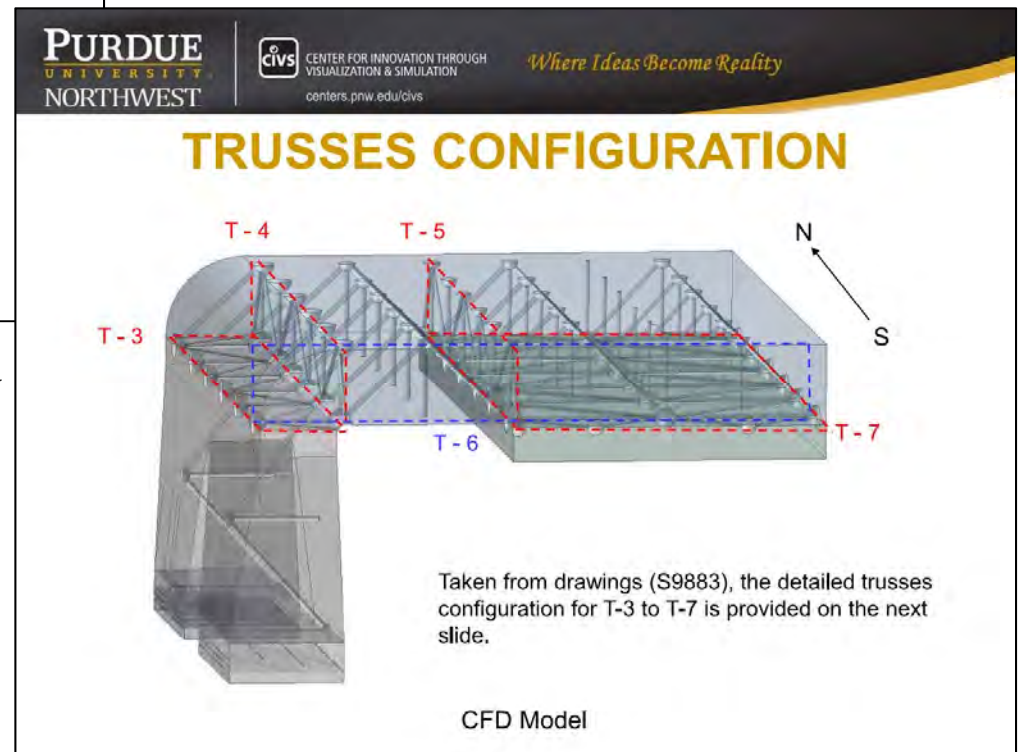 PURDUE
UNIVERSITY
NORTHWEST
civs
CENTER FOR INNOVATION THROUGH
VISUALIZATION & SIMULATION
centers.pnw.edu/civs
Where Ideas Become Reality
TRUSSES CONFIGURATION
T - 4
T - 5
N
T - 3
S
T - 6
T - 7
Taken from drawings (S9883), the detailed trusses
configuration for T-3 to T-7 is provided on the next
slide.
CFD Model